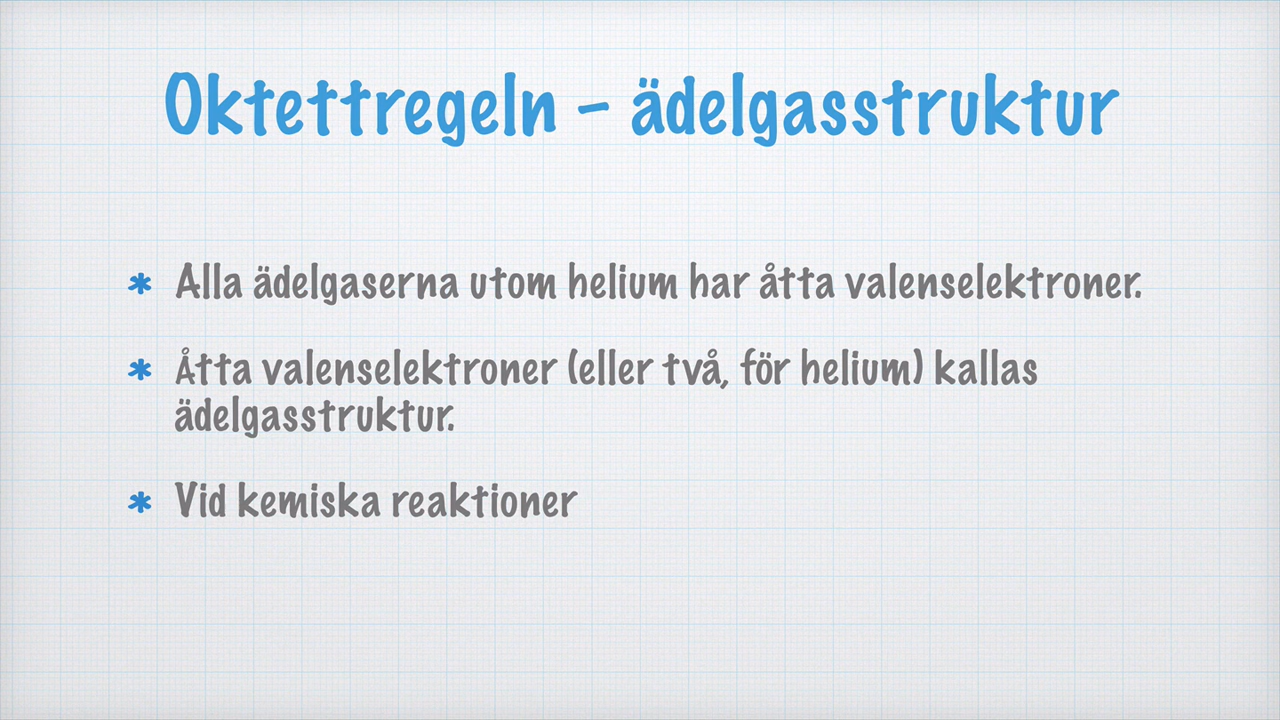 Oktettregeln – ädelgasstruktur
* Alla ädelgaserna utom helium har åtta valenselektroner.
* Åtta valenselektroner (eller två, för helium) kallas
ädelgasstruktur.
* Vid kemiska reaktioner